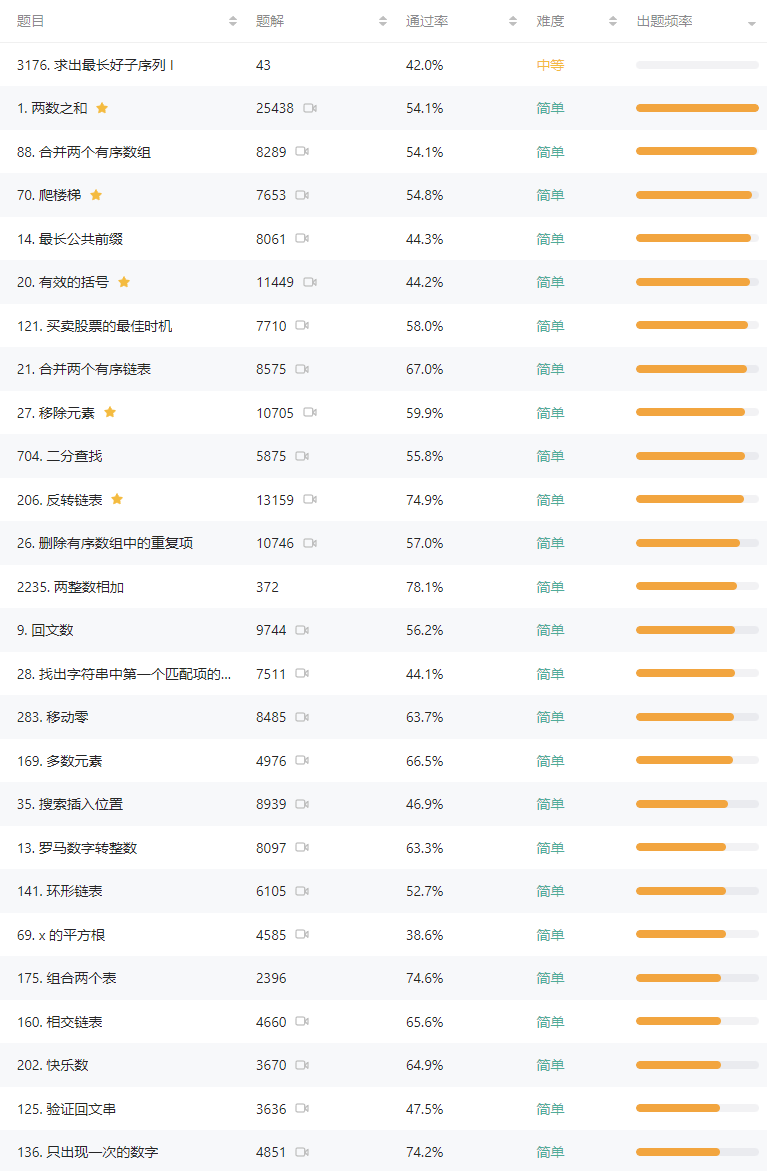 题目 题解 通过率 难度 出题频率
3176. 求出最长好子序列 I 43 42.0% 中等
1. 两数之和 25438 54.1% 简单
88. 合并两个有序数组 8289 54.1% 简单
70. 爬楼梯 7653 54.8% 简单
14. 最长公共前缀 8061 44.3% 简单
20. 有效的括号 11449 44.2% 简单
121. 买卖股票的最佳时机 7710 58.0% 简单
21. 合并两个有序链表 8575 67.0% 简单
27. 移除元素 10705 59.9% 简单
704. 二分查找 5875 55.8% 简单
206. 反转链表 13159 74.9% 简单
26. 删除有序数组中的重复项 10746 57.0% 简单
2235. 两整数相加 372 78.1% 简单
9. 回文数 9744 56.2% 简单
28. 找出字符串中第一个匹配项的... 7511 44.1% 简单
283. 移动零 8485 63.7% 简单
169. 多数元素 4976 66.5% 简单
35. 搜索插入位置 8939 46.9% 简单
13. 罗马数字转整数 8097 63.3% 简单
141. 环形链表 6105 52.7% 简单
69. x 的平方根 4585 38.6% 简单
175. 组合两个表 2396 74.6% 简单
160. 相交链表 4660 65.6% 简单
202. 快乐数 3670 64.9% 简单
125. 验证回文串 3636 47.5% 简单
136. 只出现一次的数字 4851 74.2% 简单